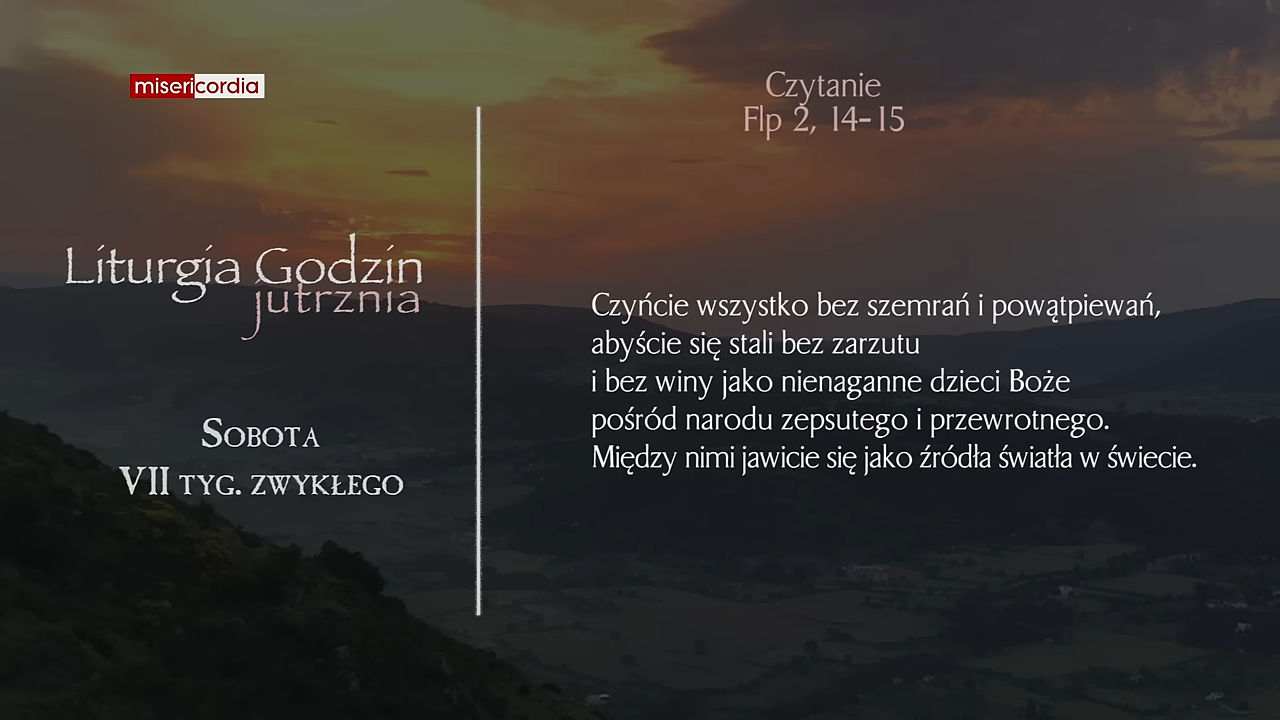 misericordia
Liturgia Godzin
jutrznia
Sobota
VII tyg. zwykłego
Czytanie
Flp 2, 14-15
Czyńcie wszystko bez szemrań i powątpiewań,
abyście się stali bez zarzutu
i bez winy jako nienaganne dzieci Boże
pośród narodu zepsutego i przewrotnego.
Między nimi jawicie się jako źródła światła w świecie.